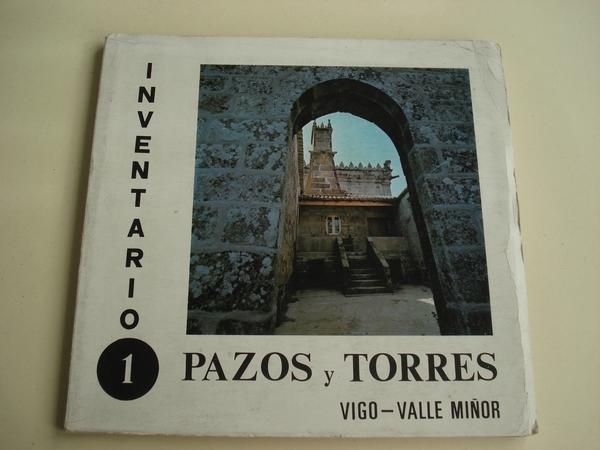 INVENTARIO
1
PAZOS y TORRES
VIGO - VALLE MIÑOR